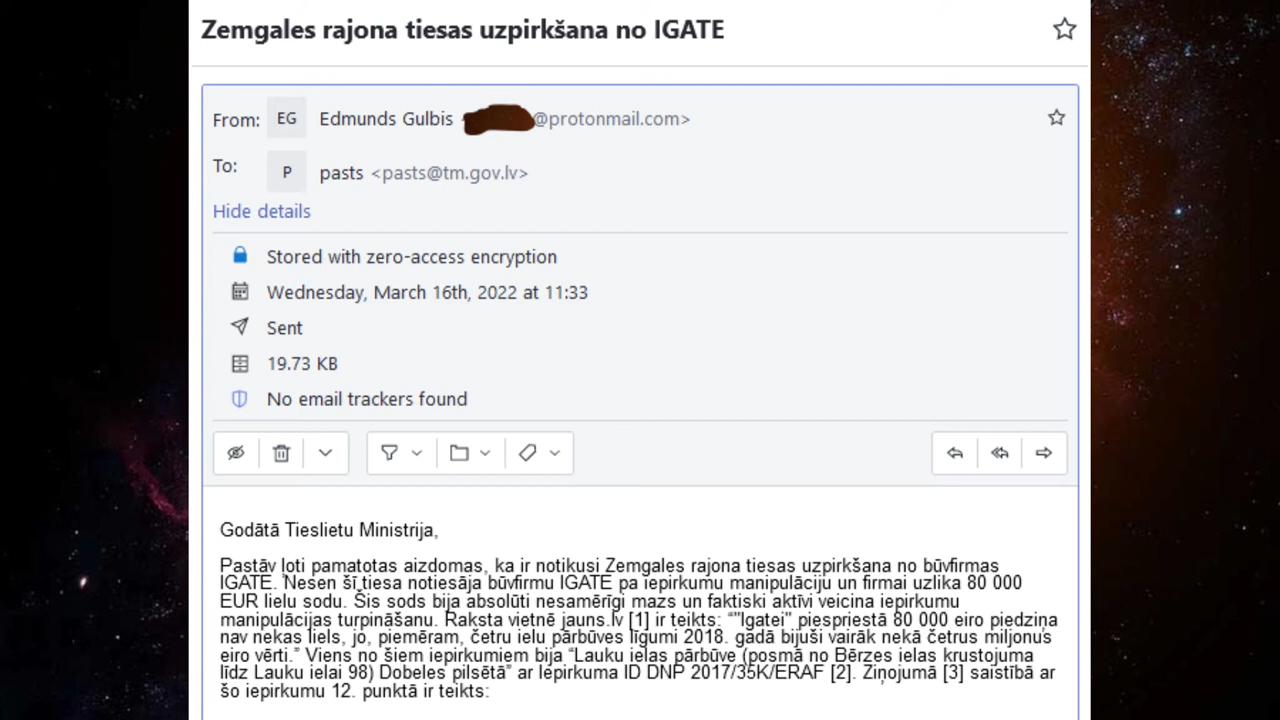 Zemgales rajona tiesas uzpirkšana no IGATE
From: EG Edmunds Gulbis @protonmail.com>
To: P pasts <pasts@tm.gov.lv>
Hide details
Stored with zero-access encryption
Wednesday, March 16th, 2022 at 11:33
Sent
19.73 KB
No email trackers found
Godātā Tieslietu Ministrija,
Pastāv ļoti pamatotas aizdomas, ka ir notikusi Zemgales rajona tiesas uzpirkšana no būvfirmas
IGATE. Nesen šī tiesa notiesāja būvfirmu IGATE pa iepirkumu manipulāciju un firmai uzlika 80 000
EUR lielu sodu. Šis sods bija absolūti nesamērīgi mazs un faktiski aktīvi veicina iepirkumu
manipulācijas turpināšanu. Raksta vietnē jauns.lv [1] ir teikts: “"Igatei" piespriestā 80 000 eiro piedziņa
nav nekas liels, jo, piemēram, četru ielu pārbūves līgumi 2018. gadā bijuši vairāk nekā četrus miljonus
eiro vērti.” Viens no šiem iepirkumiem bija “Lauku ielas pārbūve (posmā no Bērzes ielas krustojuma
līdz Lauku ielai 98) Dobeles pilsētā” ar Iepirkuma ID DNP 2017/35K/ERAF [2]. Ziņojumā [3] saistībā ar
šo iepirkumu 12. punktā ir teikts: